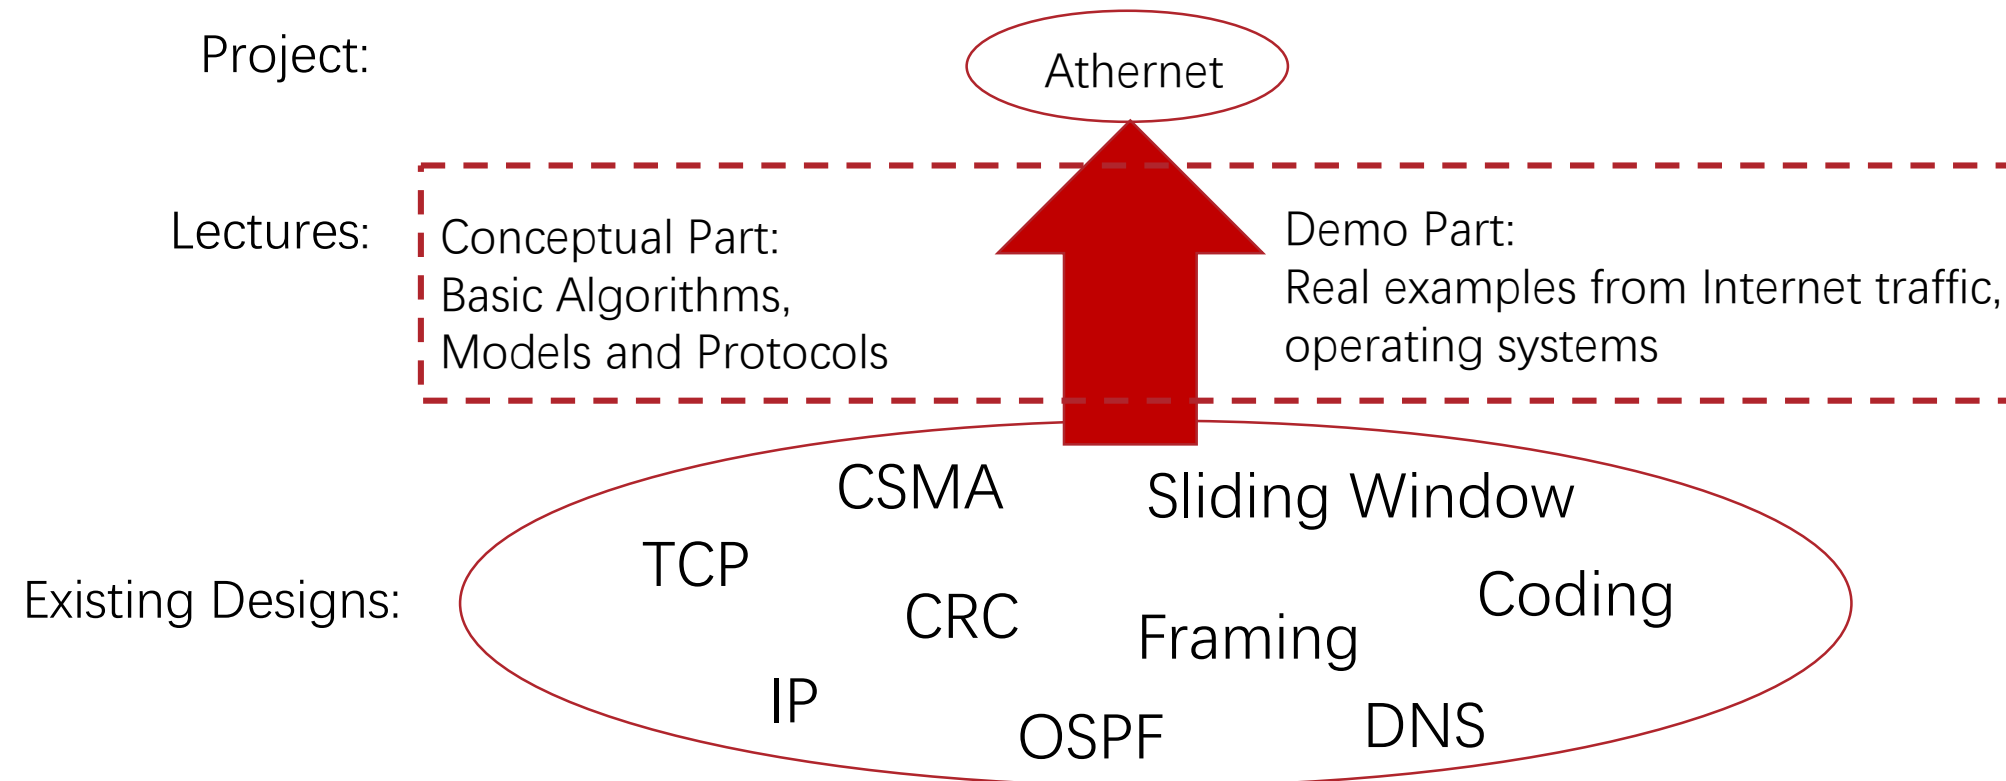 Project:
Athernet
Lectures:
Conceptual Part:
Basic Algorithms,
Models and Protocols
Demo Part:
Real examples from Internet traffic,
operating systems
Existing Designs:
CSMA
Sliding Window
TCP
CRC
Framing
Coding
IP
OSPF
DNS